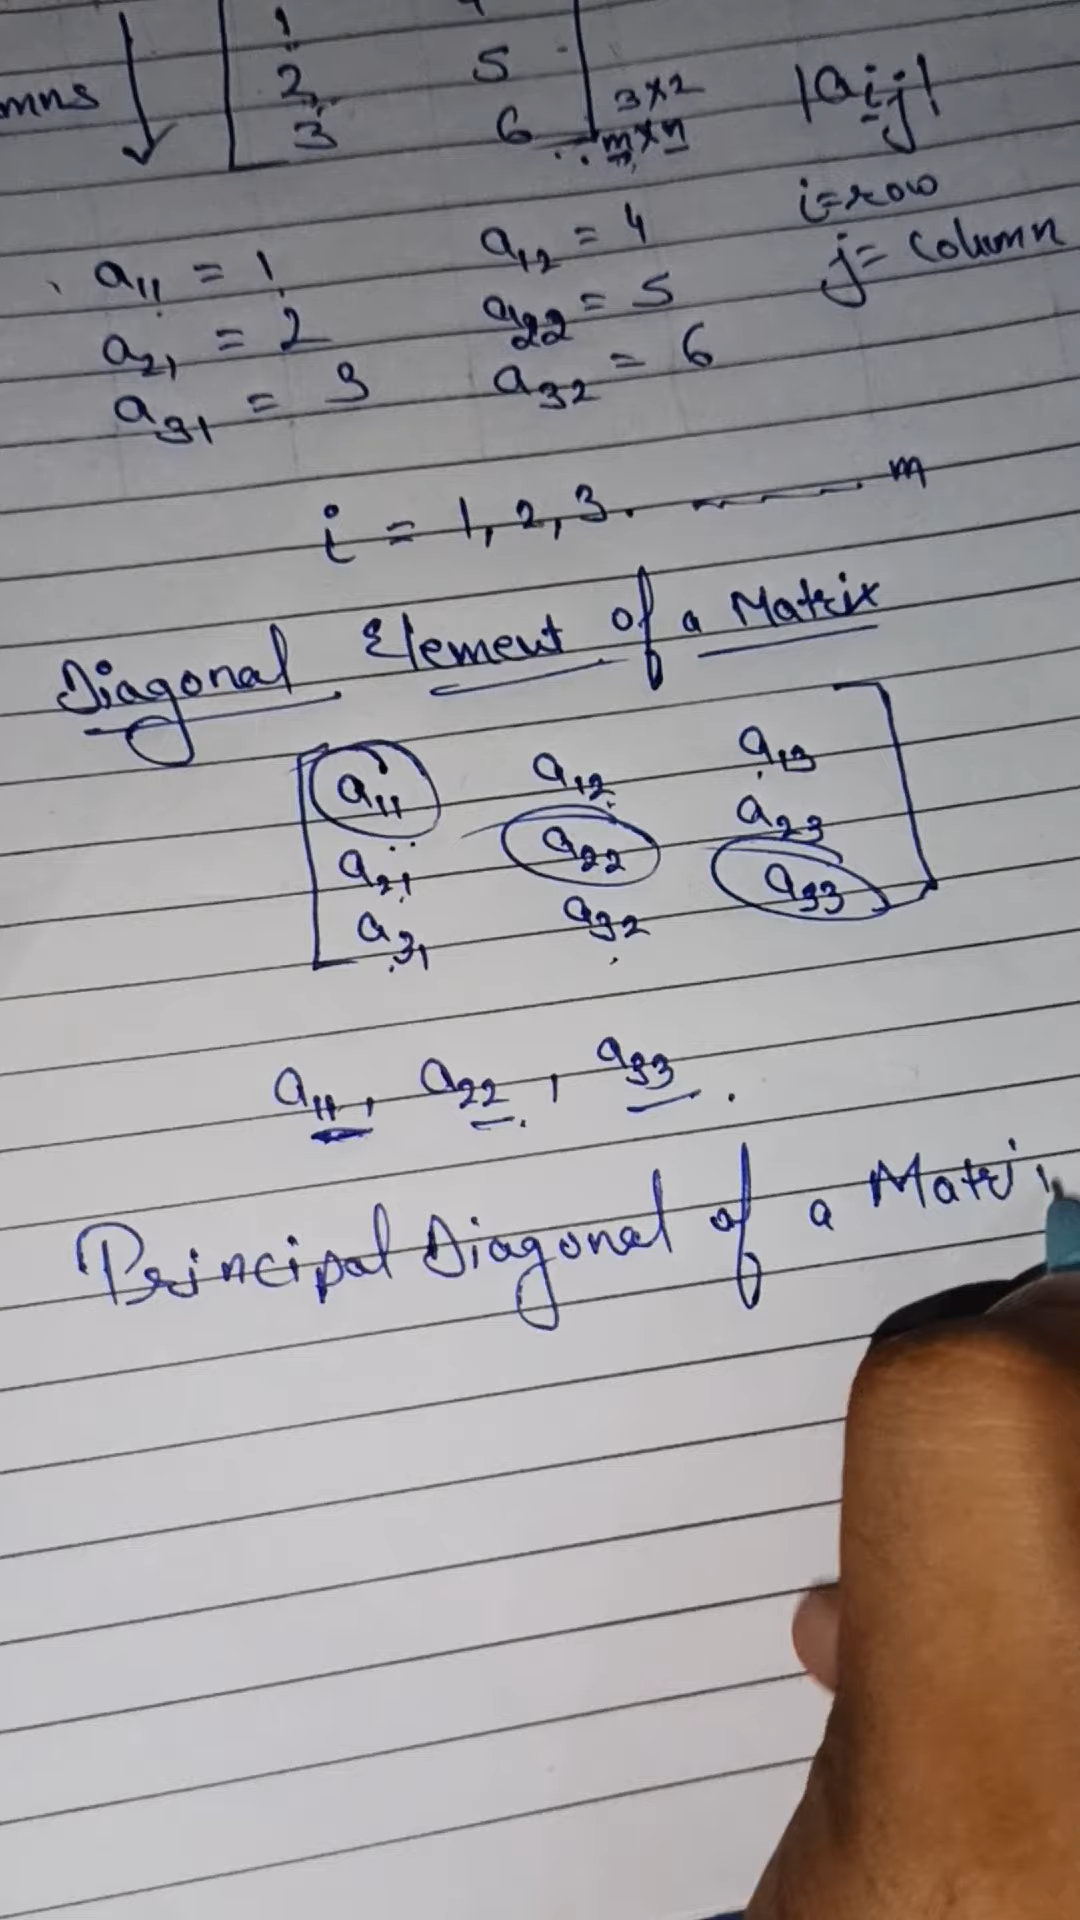 1
2 5
mns 3 6 3×2 |aij|
m×n
i=row
a11 = 1 a12 = 4 j= Column
a21 = 2 a22 = 5
a31 = 3 a32 = 6
i = 1, 2, 3. ------- m
Diagonal Element of a Matrix
a11 a12 a13
a21 a22 a23
a31 a32 a33
a11, a22, a33.
Principal Diagonal of a Matri